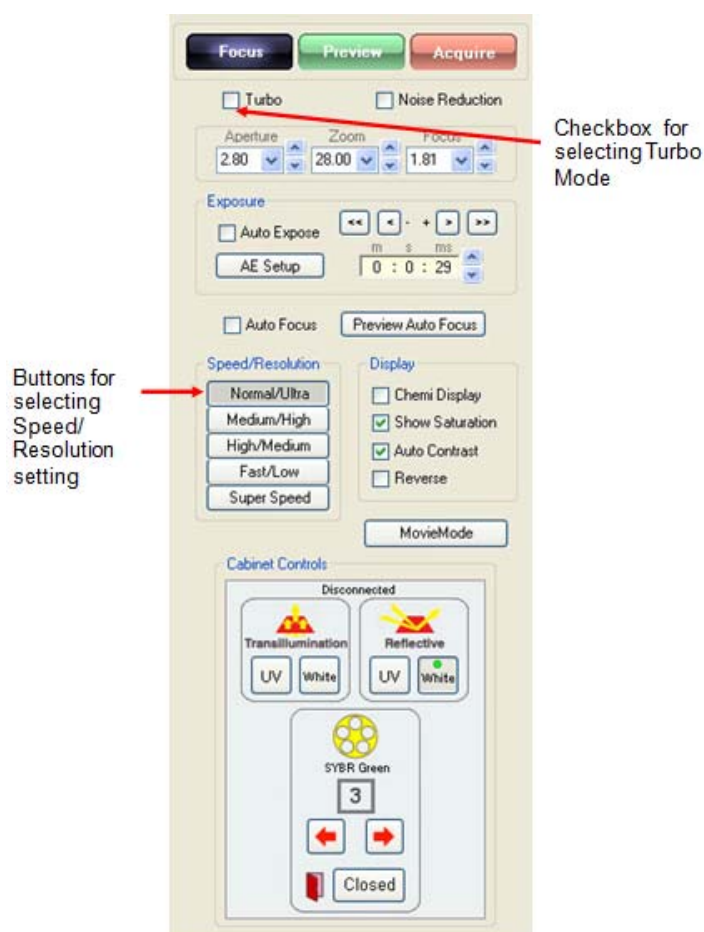 Focus Preview Acquire
Turbo Noise Reduction
Checkbox for
selecting Turbo
Mode
Aperture Zoom Focus
2.80 28.00 1.81
Exposure
Auto Expose << < - + > >>
m s ms
AE Setup 0 : 0 : 29
Auto Focus Preview Auto Focus
Buttons for
selecting
Speed/
Resolution
setting
Speed/Resolution
Normal/Ultra
Medium/High
High/Medium
Fast/Low
Super Speed
Display
Chemi Display
Show Saturation
Auto Contrast
Reverse
MovieMode
Cabinet Controls
Disconnected
Transillumination
UV White
Reflective
UV White
SYBR Green
3
Closed